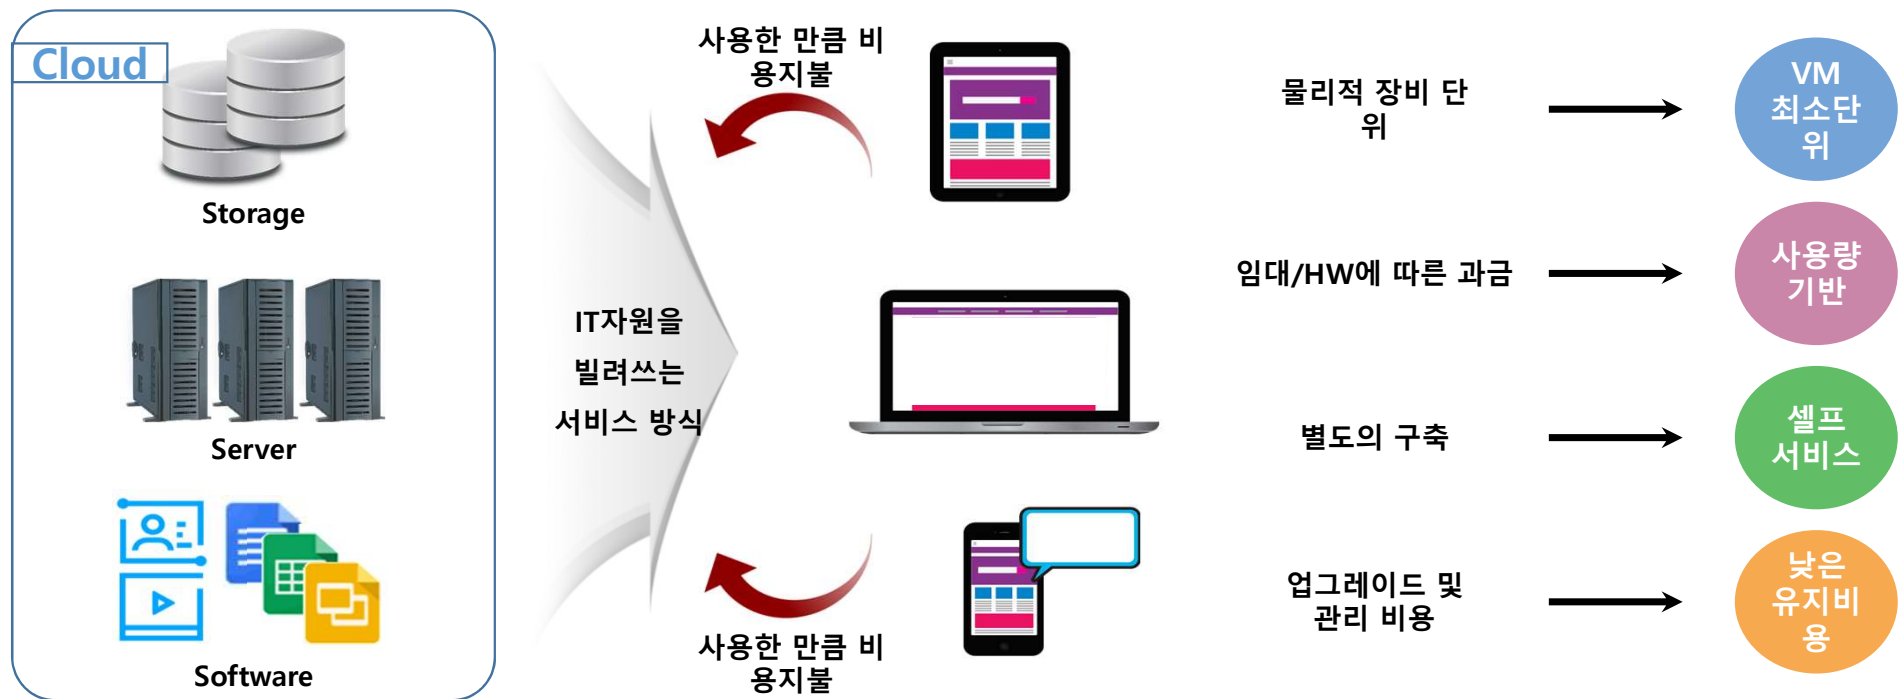 Cloud
Storage
Server
Software
IT자원을
빌려쓰는
서비스 방식
사용한 만큼 비
용지불
사용한 만큼 비
용지불
물리적 장비 단
위
VM
최소단
위
임대/HW에 따른 과금
사용량
기반
별도의 구축
셀프
서비스
업그레이드 및
관리 비용
낮은
유지비
용